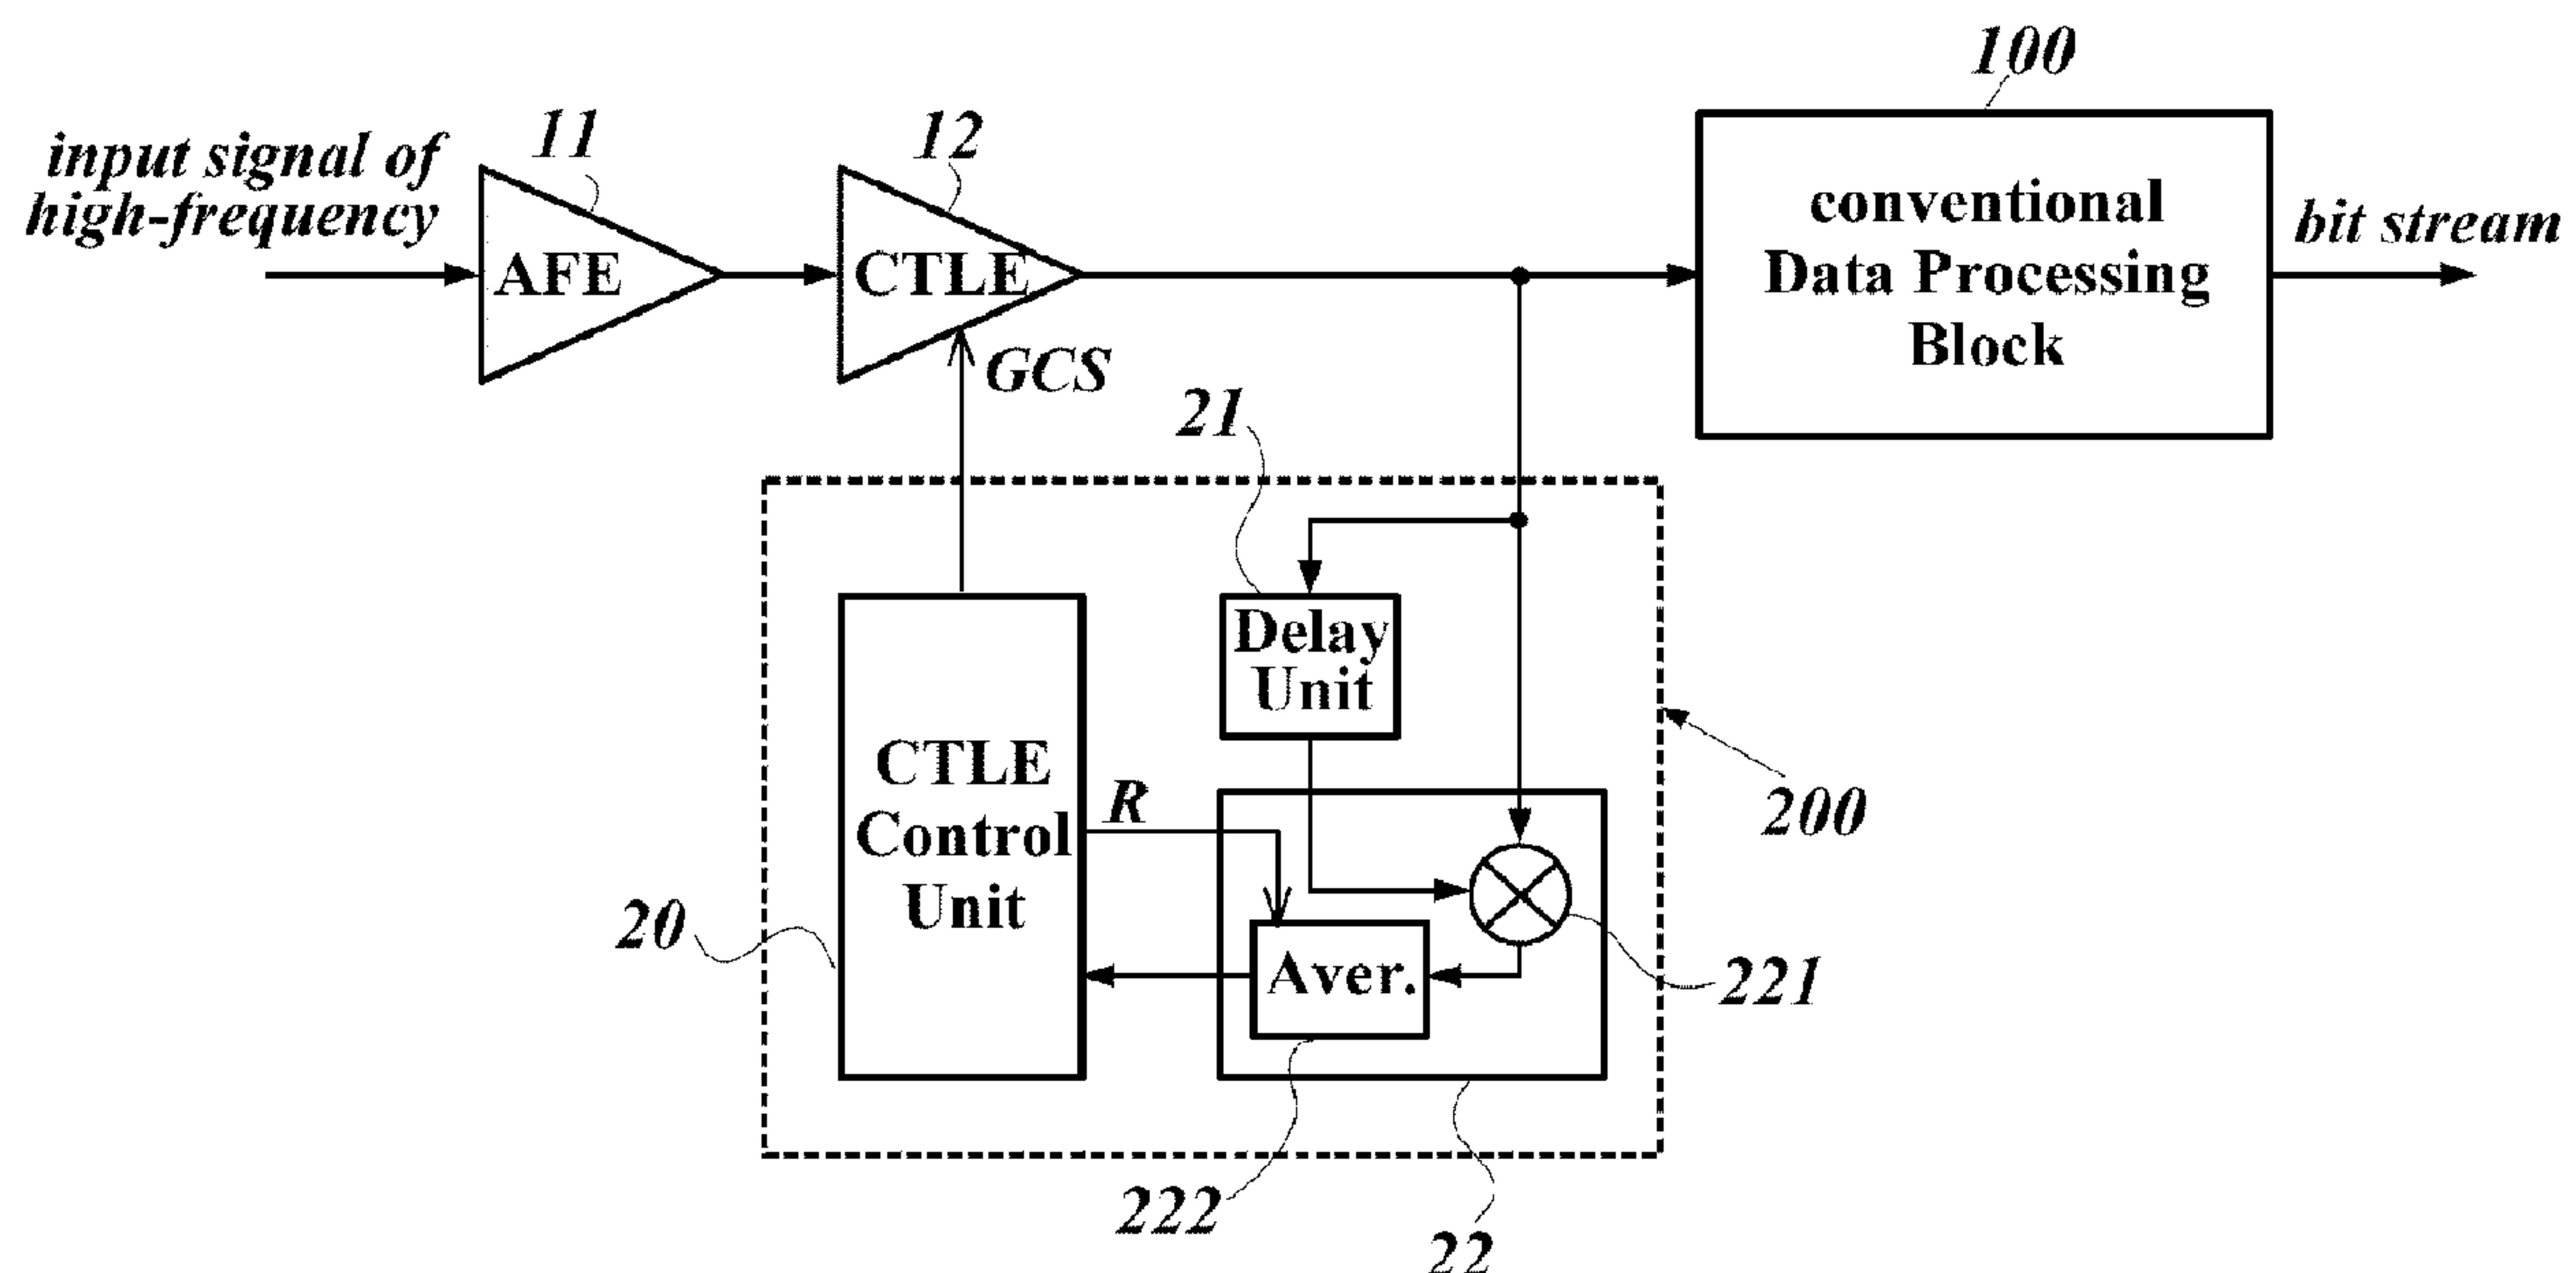 100
11
12
input signal of
high-frequency
AFE
CTLE
conventional
Data Processing
Block
bit stream
GCS
21
Delay
Unit
CTLE
Control
Unit
R
200
20
Aver.
221
222
22